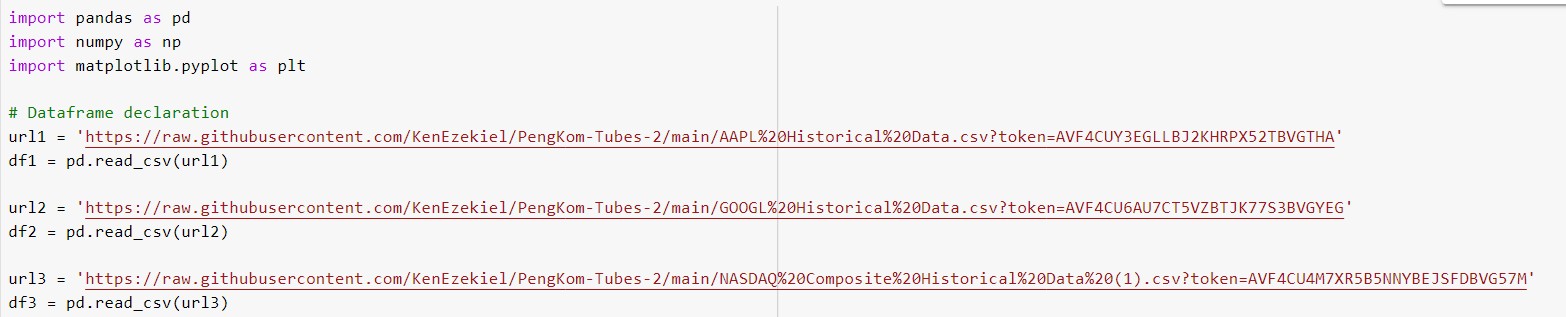 import pandas as pd
import numpy as np
import matplotlib.pyplot as plt
# Dataframe declaration
url1 = 'https://raw.githubusercontent.com/KenEzekiel/PengKom-Tubes-2/main/AAPL%20Historical%20Data.csv?token=AVF4CUY3EGLLBJ2KHRPX52TBVGTHA'
df1 = pd.read_csv(url1)
url2 = 'https://raw.githubusercontent.com/KenEzekiel/PengKom-Tubes-2/main/GOOGL%20Historical%20Data.csv?token=AVF4CU6AU7CT5VZBTJK77S3BVGYEG'
df2 = pd.read_csv(url2)
url3 = 'https://raw.githubusercontent.com/KenEzekiel/PengKom-Tubes-2/main/NASDAQ%20Composite%20Historical%20Data%20(1).csv?token=AVF4CU4M7XR5B5NNYBEJSFDBVG57M'
df3 = pd.read_csv(url3)